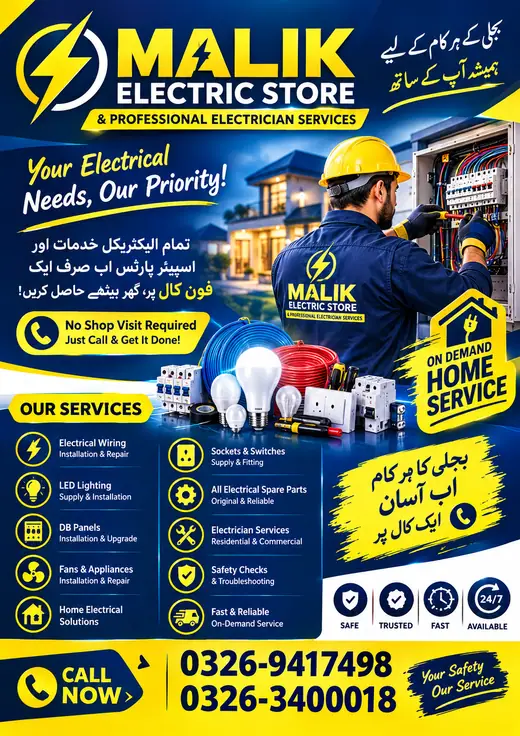 MALIK
ELECTRIC STORE
& PROFESSIONAL ELECTRICIAN SERVICES
بجلی کے ہر کام کے لیے
ہمیشہ آپ کے ساتھ
Your Electrical
Needs, Our Priority!
تمام الیکٹریکل خدمات اور
اسپیئر پارٹس اب صرف ایک
فون کال پر، گھر بیٹھے حاصل کریں!
No Shop Visit Required
Just Call & Get It Done!
MALIK
ELECTRIC STORE
& PROFESSIONAL ELECTRICIAN SERVICES
ON DEMAND
HOME
SERVICE
OUR SERVICES
Electrical Wiring
Installation & Repair
LED Lighting
Supply & Installation
DB Panels
Installation & Upgrade
Fans & Appliances
Installation & Repair
Home Electrical
Solutions
Sockets & Switches
Supply & Fitting
All Electrical Spare Parts
Original & Reliable
Electrician Services
Residential & Commercial
Safety Checks
& Troubleshooting
Fast & Reliable
On-Demand Service
بجلی کا ہر کام
اب آسان
ایک کال پر
SAFE
TRUSTED
FAST
24/7
AVAILABLE
CALL
NOW
0326-9417498
0326-3400018
Your Safety
Our Service